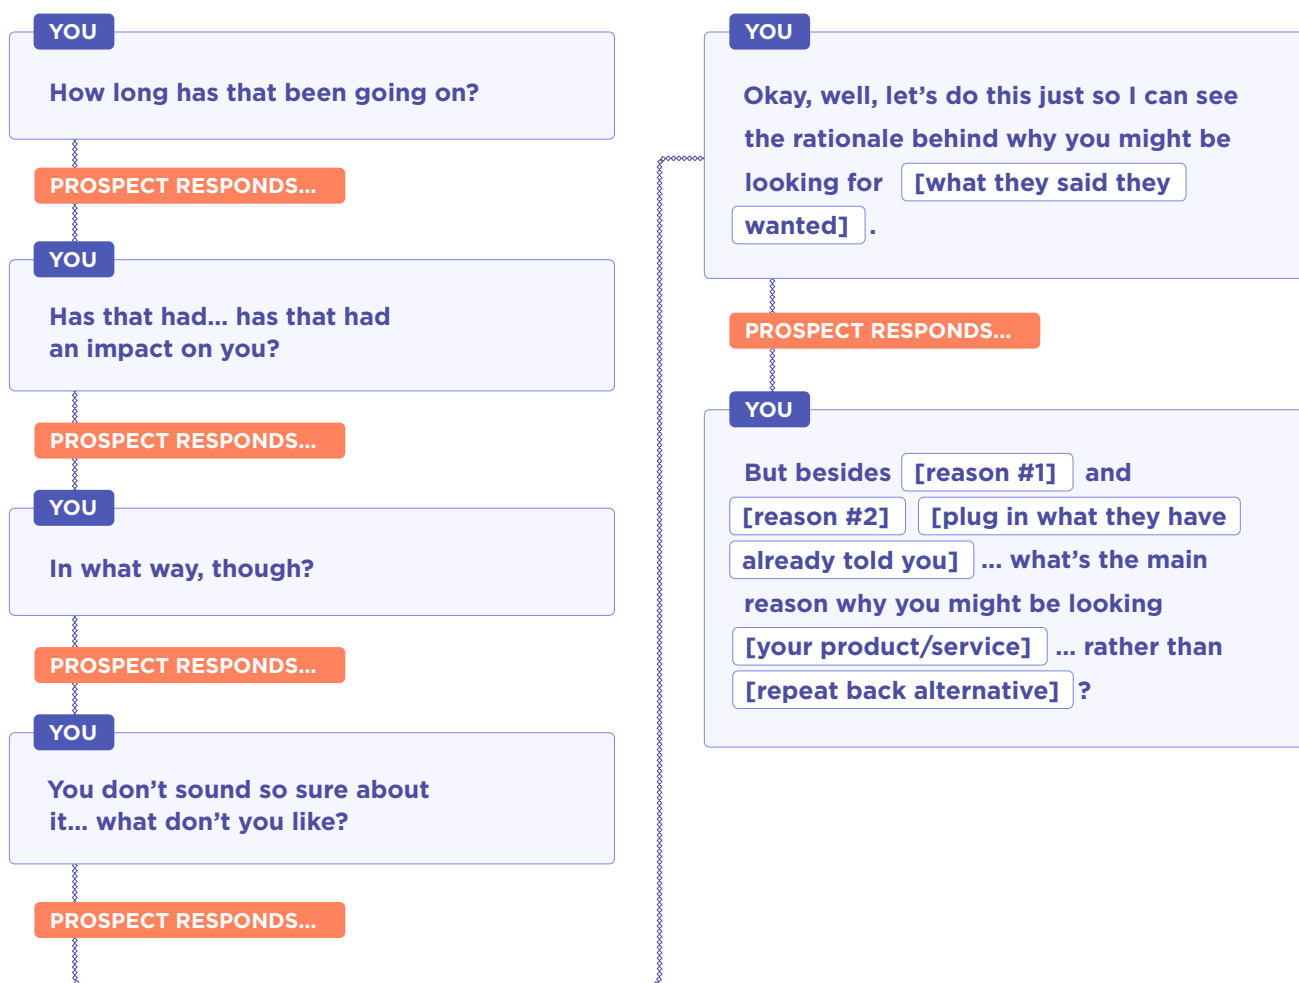 YOU
How long has that been going on?
PROSPECT RESPONDS...
YOU
Has that had... has that had
an impact on you?
PROSPECT RESPONDS...
YOU
In what way, though?
PROSPECT RESPONDS...
YOU
You don’t sound so sure about
it... what don’t you like?
PROSPECT RESPONDS...
YOU
Okay, well, let’s do this just so I can see
the rationale behind why you might be
looking for [what they said they
wanted] .
PROSPECT RESPONDS...
YOU
But besides [reason #1] and
[reason #2] [plug in what they have
already told you] ... what’s the main
reason why you might be looking
[your product/service] ... rather than
[repeat back alternative] ?